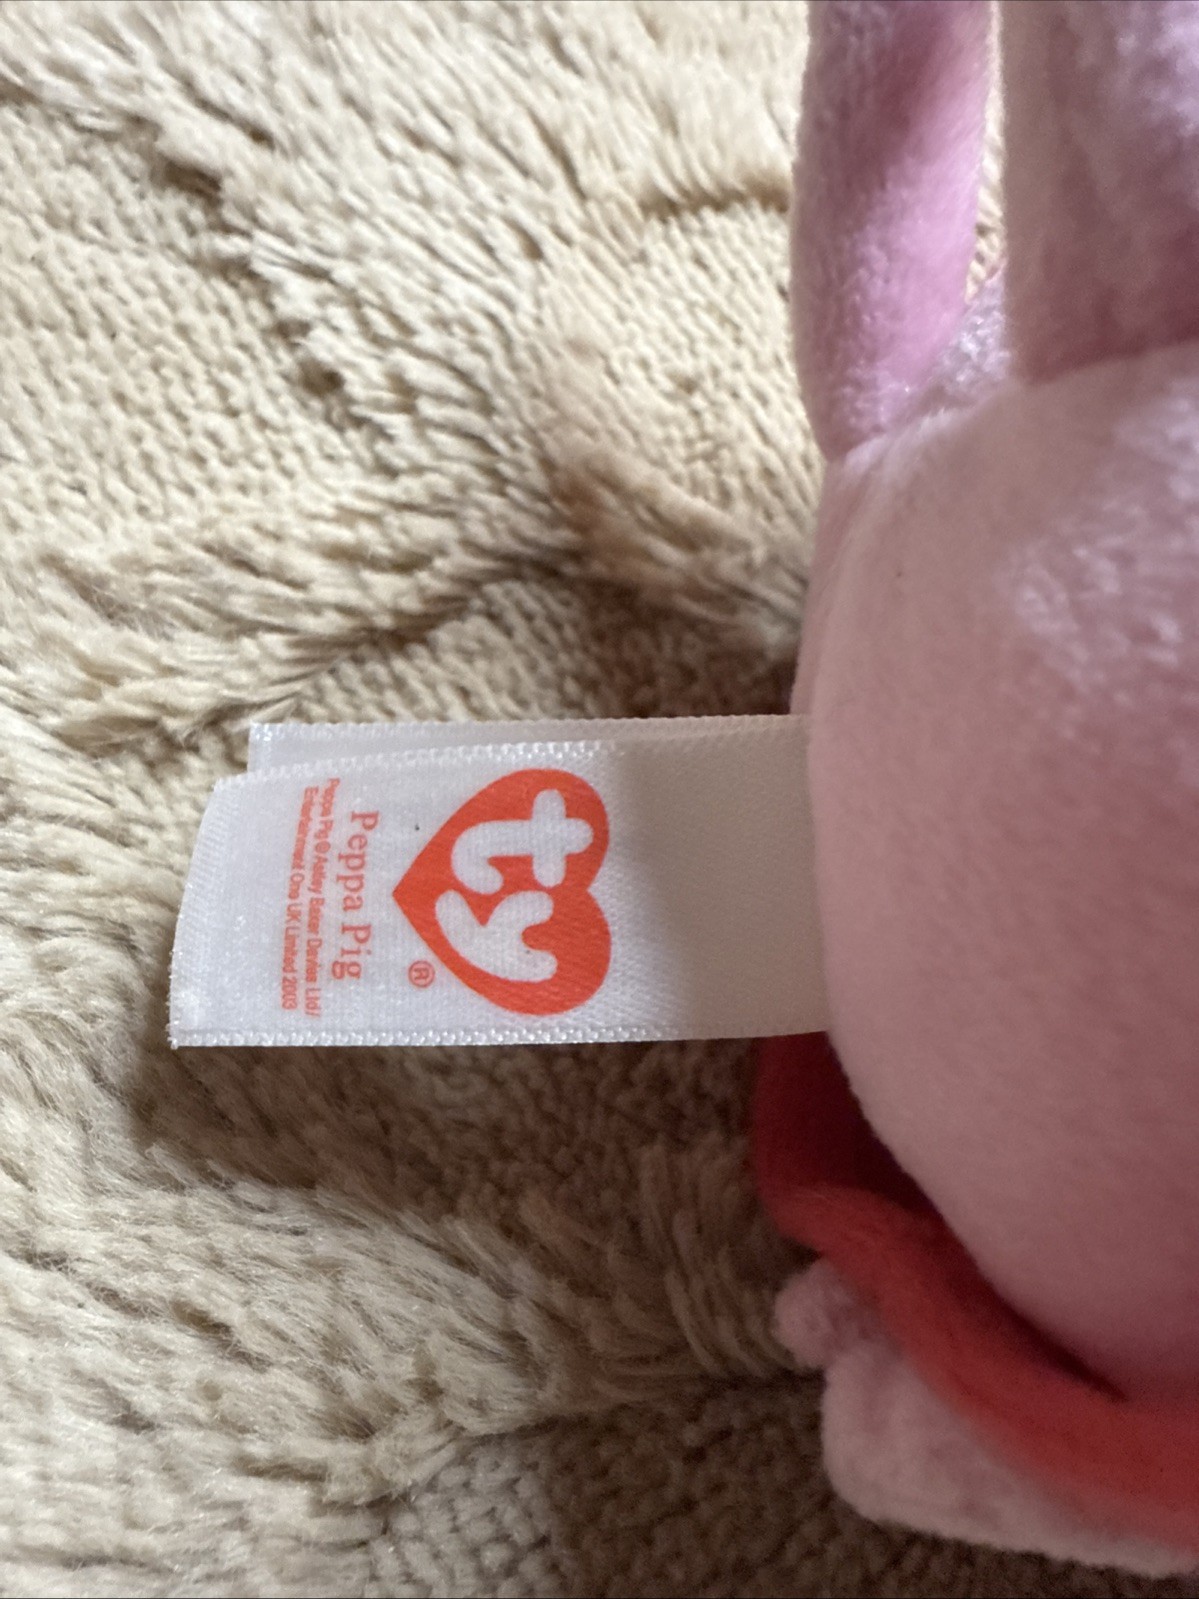 ty
®
Peppa Pig
Peppa Pig © Astley Baker Davies Ltd/
Entertainment One UK Limited 2003